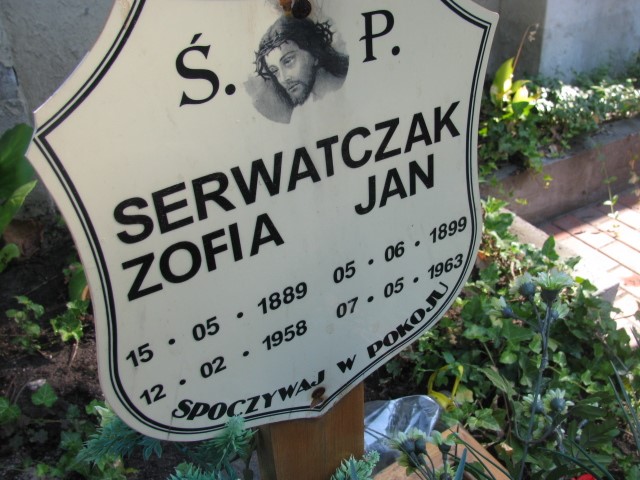 Ś. P.
SERWATCZAK
ZOFIA JAN
15 · 05 · 1889 05 · 06 · 1899
12 · 02 · 1958 07 · 05 · 1963
SPOCZYWAJ W POKOJU